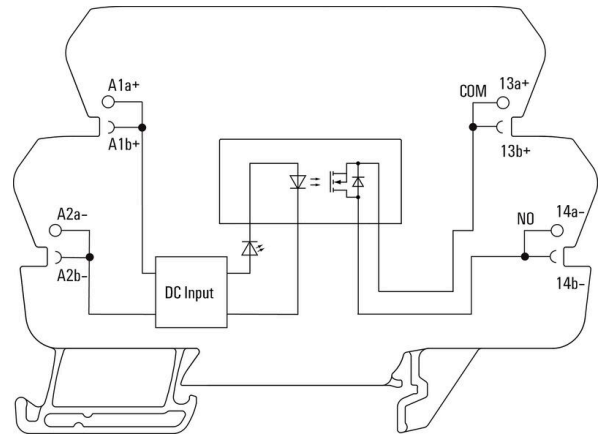 A1a+
A1b+
A2a–
A2b–
DC Input
COM
13a+
13b+
NO
14a–
14b–